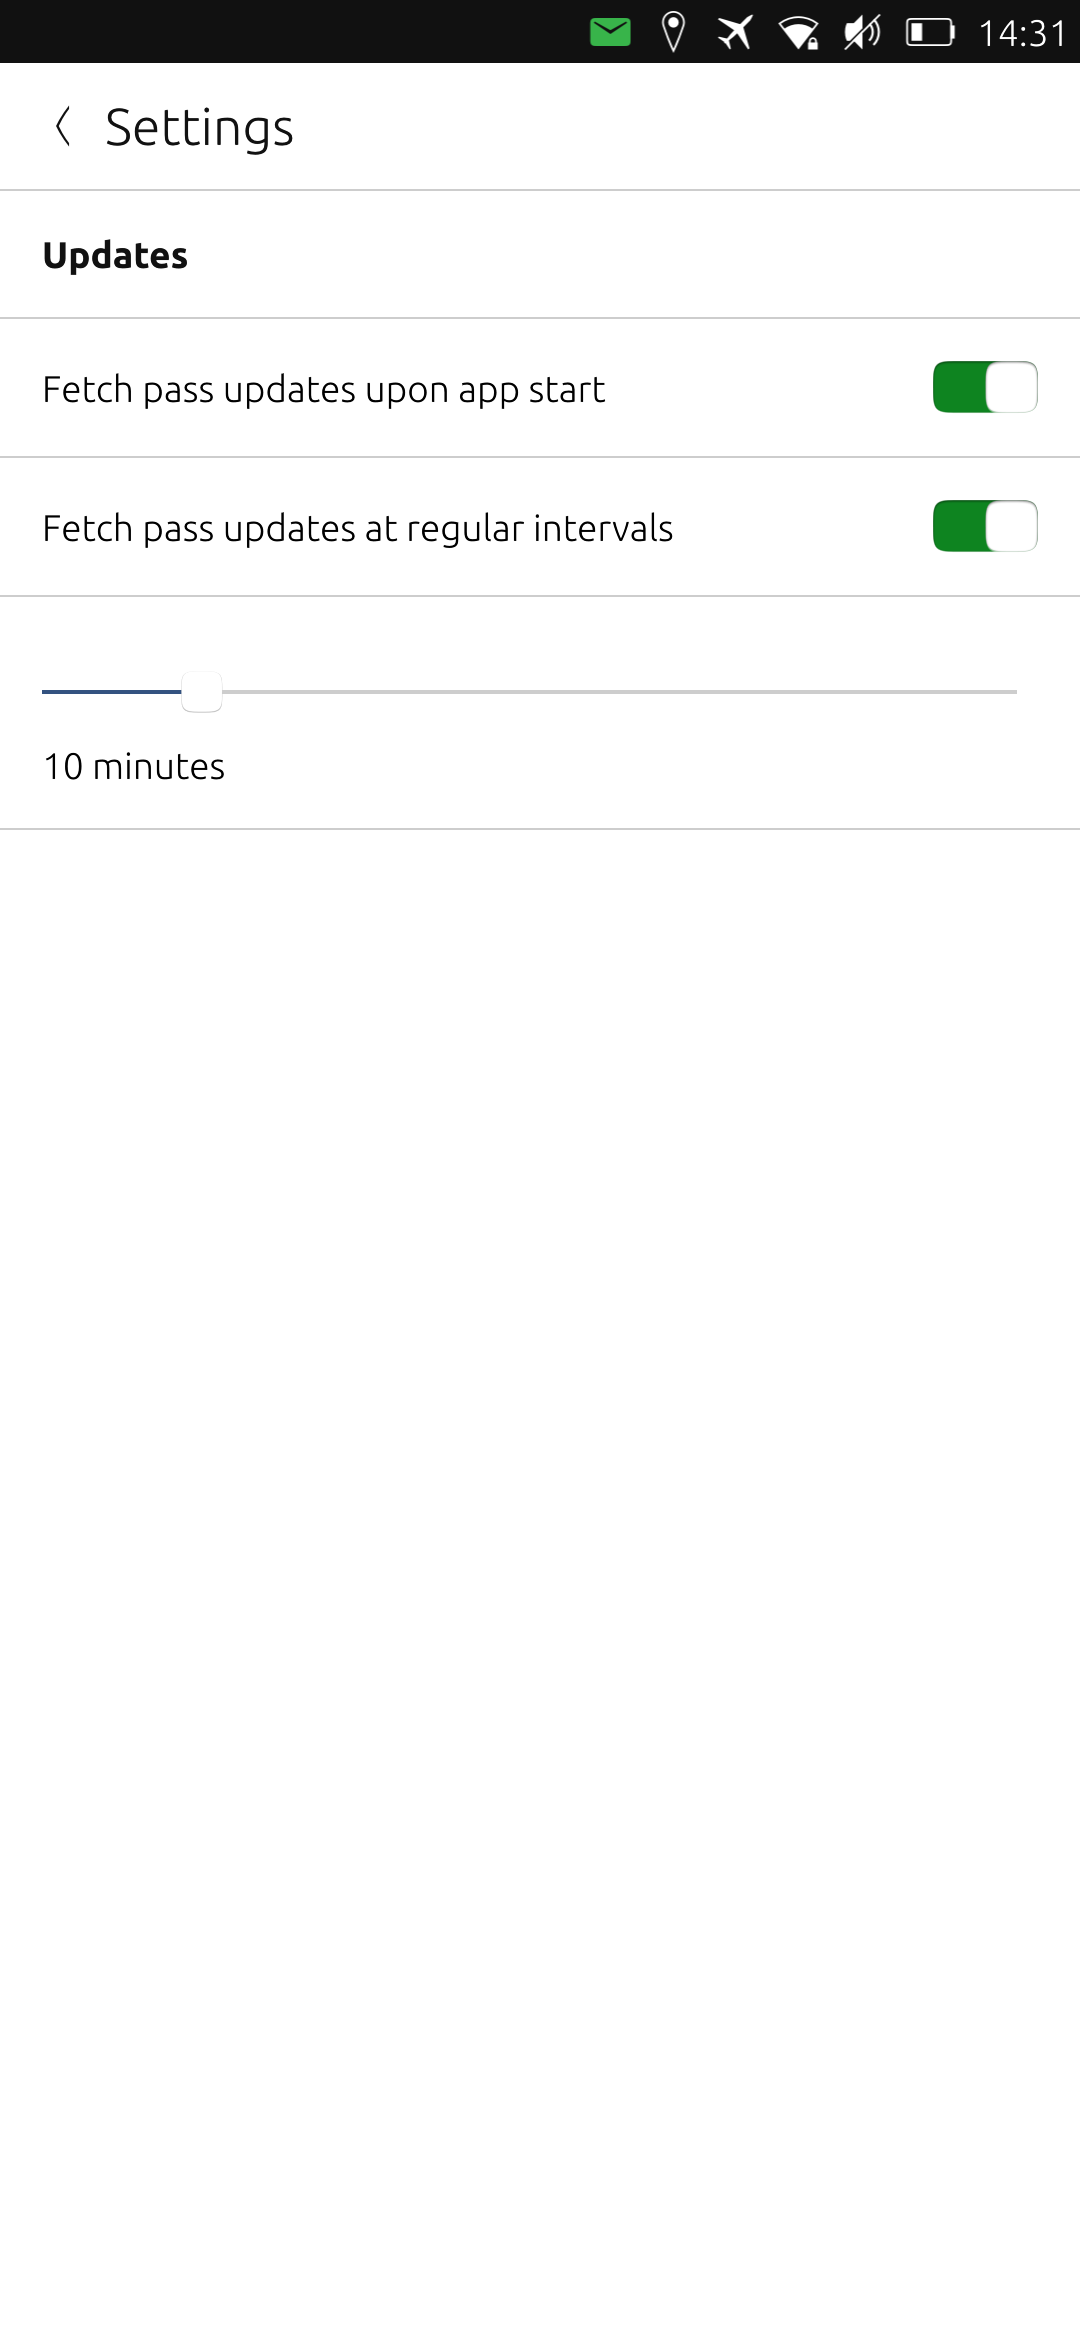 14:31
Settings
Updates
Fetch pass updates upon app start
Fetch pass updates at regular intervals
10 minutes